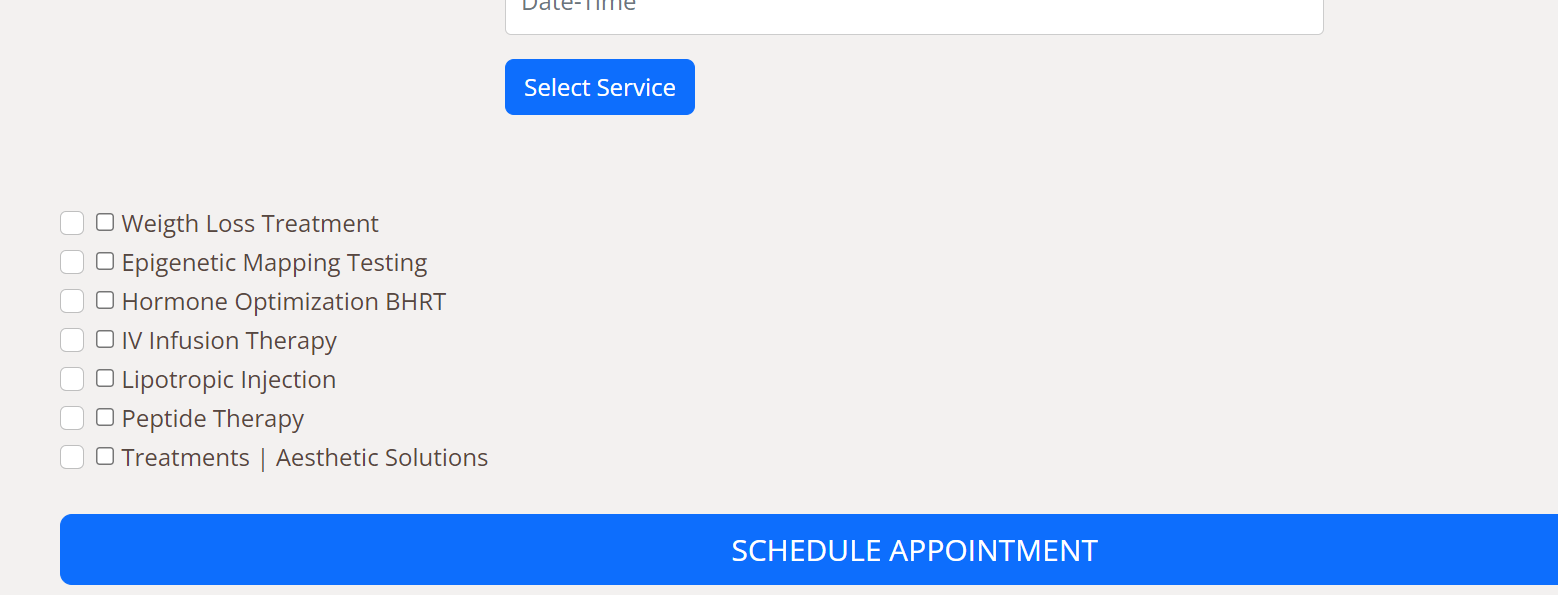 Date-Time
Select Service
Weigth Loss Treatment
Epigenetic Mapping Testing
Hormone Optimization BHRT
IV Infusion Therapy
Lipotropic Injection
Peptide Therapy
Treatments | Aesthetic Solutions
SCHEDULE APPOINTMENT